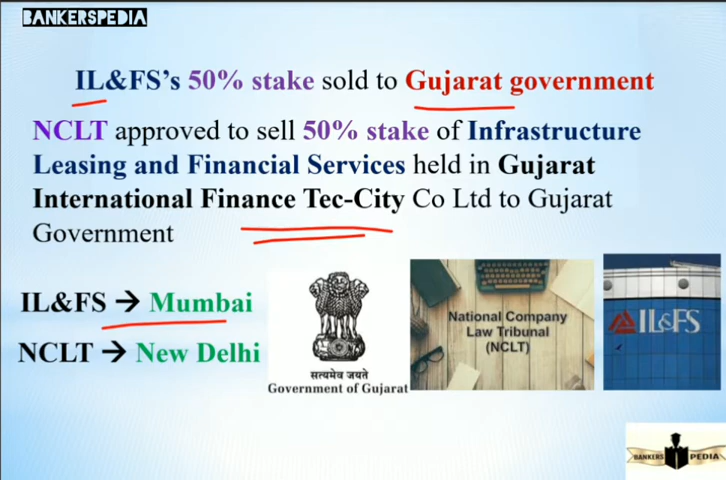 BANKERSPEDIA
IL&FS's 50% stake sold to Gujarat government
NCLT approved to sell 50% stake of Infrastructure
Leasing and Financial Services held in Gujarat
International Finance Tec-City Co Ltd to Gujarat
Government
IL&FS → Mumbai
NCLT → New Delhi
सत्यमेव जयते
Government of Gujarat
National Company
Law Tribunal
(NCLT)
IL&FS
BANKERS PEDIA